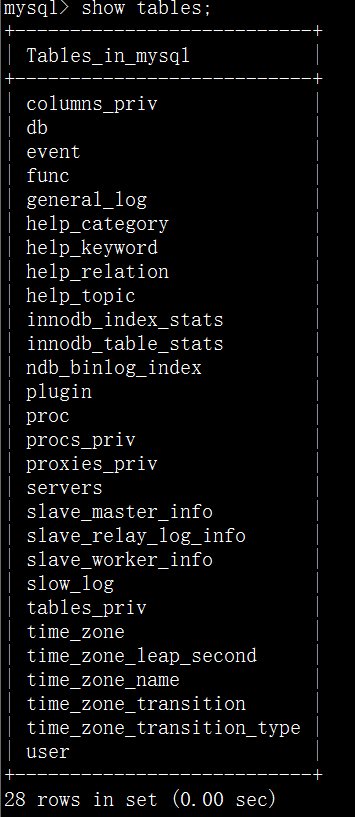 mysql> show tables;
+----------------------------+
| Tables_in_mysql            |
+----------------------------+
| columns_priv               |
| db                         |
| event                      |
| func                       |
| general_log                |
| help_category              |
| help_keyword               |
| help_relation              |
| help_topic                 |
| innodb_index_stats         |
| innodb_table_stats         |
| ndb_binlog_index           |
| plugin                     |
| proc                       |
| procs_priv                 |
| proxies_priv               |
| servers                    |
| slave_master_info          |
| slave_relay_log_info       |
| slave_worker_info          |
| slow_log                   |
| tables_priv                |
| time_zone                  |
| time_zone_leap_second      |
| time_zone_name             |
| time_zone_transition       |
| time_zone_transition_type  |
| user                       |
+----------------------------+
28 rows in set (0.00 sec)